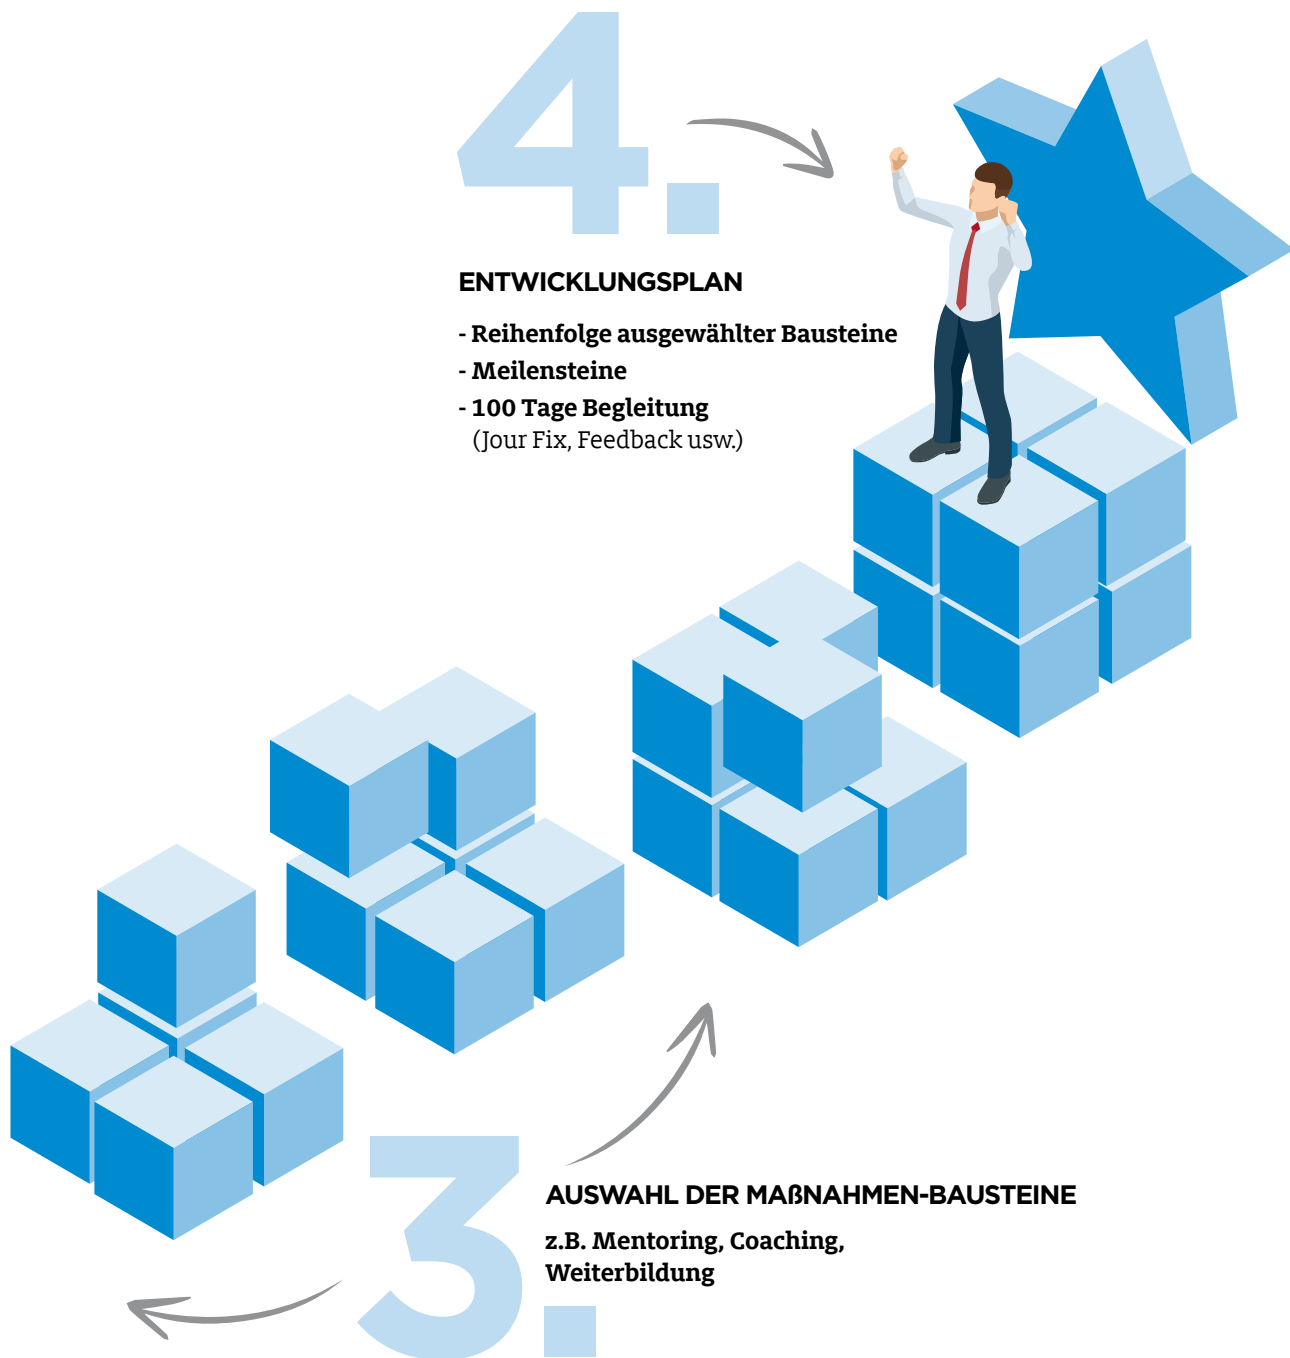 4.
ENTWICKLUNGSPLAN
- Reihenfolge ausgewählter Bausteine
- Meilensteine
- 100 Tage Begleitung
(Jour Fix, Feedback usw.)
3.
AUSWAHL DER MAßNAHMEN-BAUSTEINE
z.B. Mentoring, Coaching,
Weiterbildung